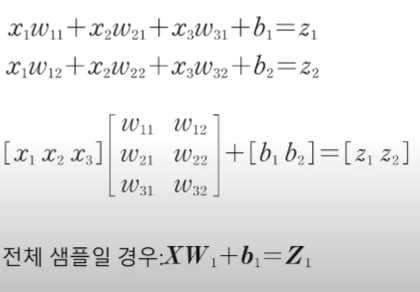 x₁w₁₁+x₂w₂₁+x₃w₃₁+b₁=z₁
x₁w₁₂+x₂w₂₂+x₃w₃₂+b₂=z₂
w₁₁ w₁₂
[x₁ x₂ x₃] w₂₁ w₂₂ +[b₁ b₂]=[z₁ z₂]
w₃₁ w₃₂
전체 샘플일 경우:XW₁+b₁=Z₁